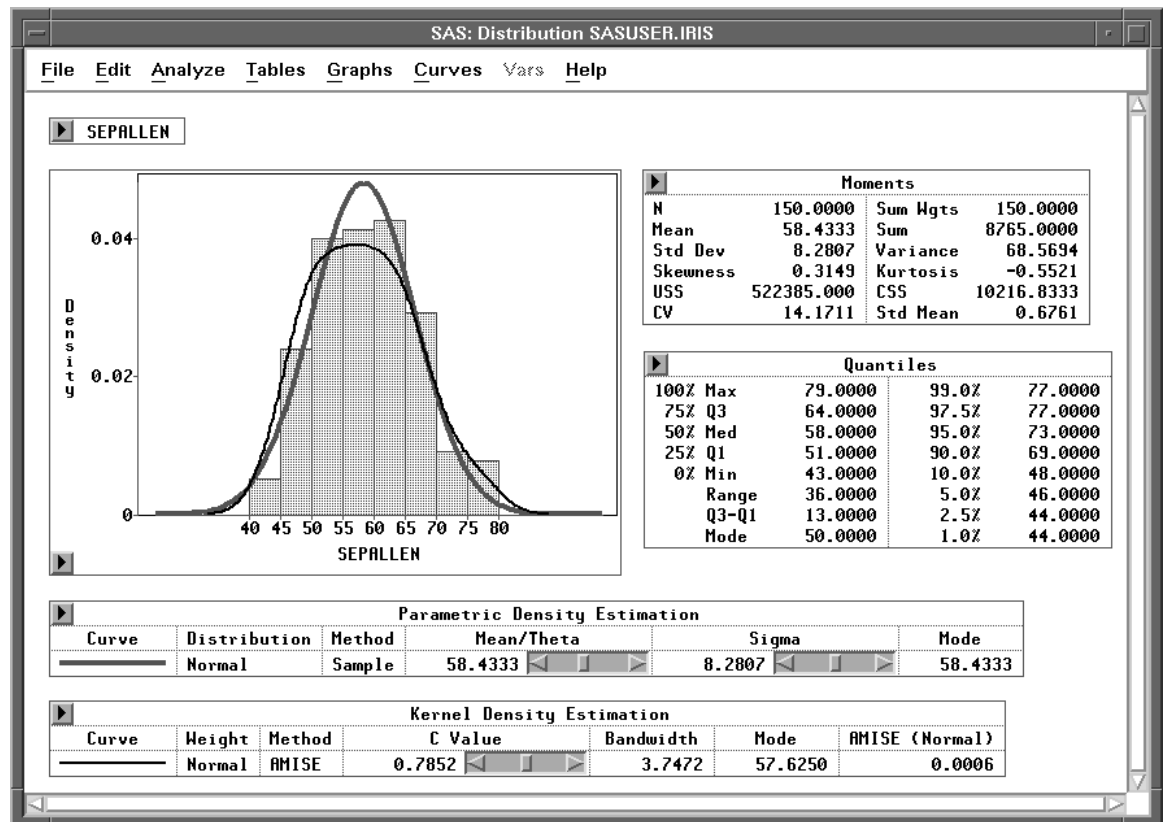 SAS: Distribution SASUSER.IRIS
File Edit Analyze Tables Graphs Curves Vars Help
SEPALLEN
Density
0.04
0.02
0
40 45 50 55 60 65 70 75 80
SEPALLEN
Moments
N 150.0000 Sum Wgts 150.0000
Mean 58.4333 Sum 8765.0000
Std Dev 8.2807 Variance 68.5694
Skewness 0.3149 Kurtosis -0.5521
USS 522385.000 CSS 10216.8333
CV 14.1711 Std Mean 0.6761
Quantiles
100% Max 79.0000 99.0% 77.0000
75% Q3 64.0000 97.5% 77.0000
50% Med 58.0000 95.0% 73.0000
25% Q1 51.0000 90.0% 69.0000
0% Min 43.0000 10.0% 48.0000
Range 36.0000 5.0% 46.0000
Q3-Q1 13.0000 2.5% 44.0000
Mode 50.0000 1.0% 44.0000
Parametric Density Estimation
Curve Distribution Method Mean/Theta Sigma Mode
Normal Sample 58.4333 8.2807 58.4333
Kernel Density Estimation
Curve Weight Method C Value Bandwidth Mode AMISE (Normal)
Normal AMISE 0.7852 3.7472 57.6250 0.0006